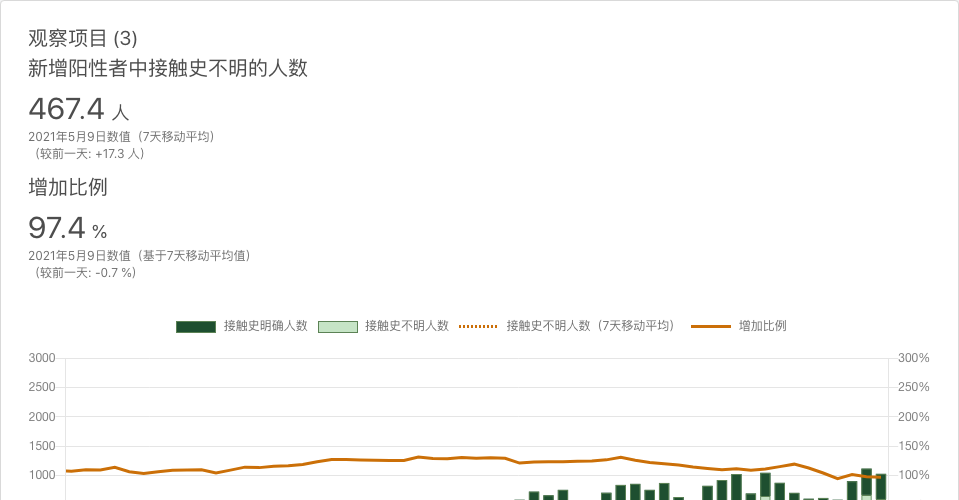 观察项目 (3)
新增阳性者中接触史不明的人数
467.4 人
2021年5月9日数值（7天移动平均）
（较前一天: +17.3 人）
增加比例
97.4 %
2021年5月9日数值（基于7天移动平均值）
（较前一天: -0.7 %）
接触史明确人数 接触史不明人数 接触史不明人数（7天移动平均） 增加比例
3000 300%
2500 250%
2000 200%
1500 150%
1000 100%